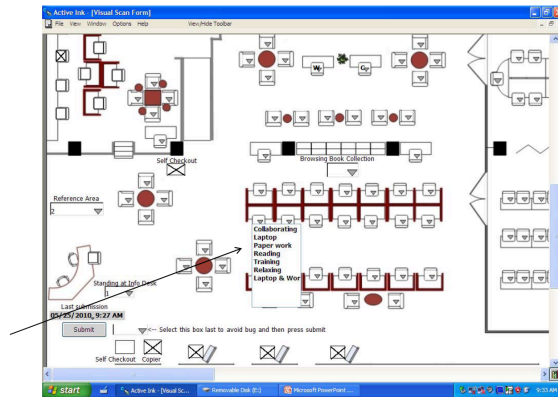 Active Ink - [Visual Scan Form]
File View Window Options Help View/Hide Toolbar
Self Checkout
Browsing Book Collection
Reference Area
2
Collaborating
Laptop
Paper work
Reading
Training
Relaxing
Laptop & Wor
Standing at Info Desk
1
Last submission
05/25/2010, 9:27 AM
Submit
<-- Select this box last to avoid bug and then press submit
Self Checkout Copier
start
Active Ink - [Visual Sc...
Removable Disk (E:)
Microsoft PowerPoint ...
9:33 AM